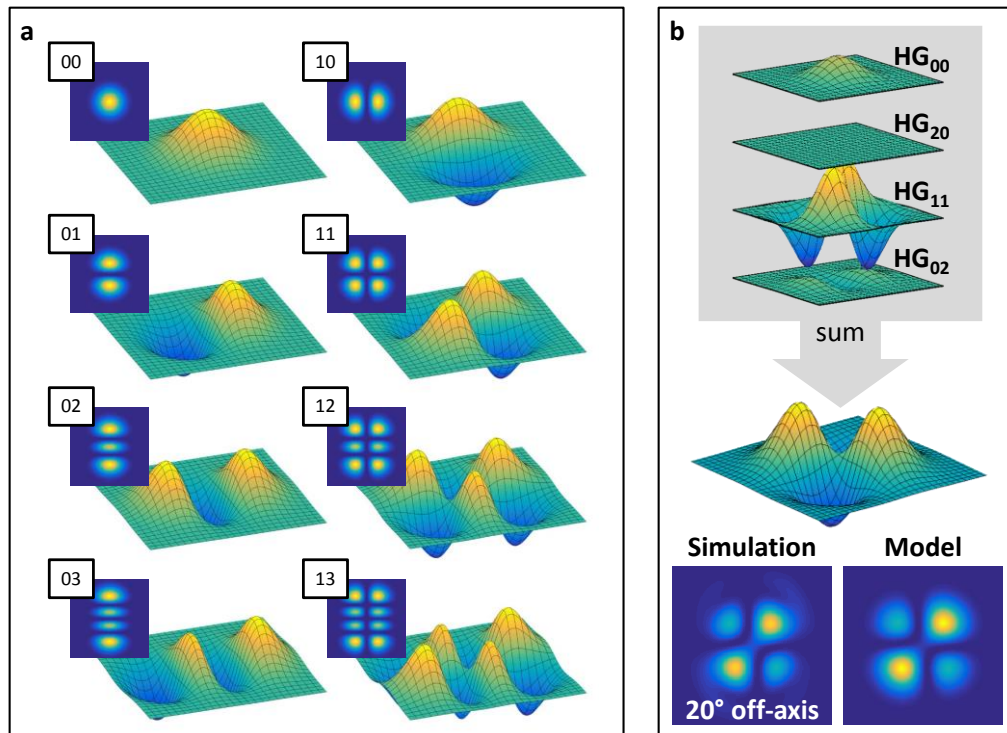 a
00
10
01
11
02
12
03
13
b
HG₀₀
HG₂₀
HG₁₁
HG₀₂
sum
Simulation
Model
20° off-axis